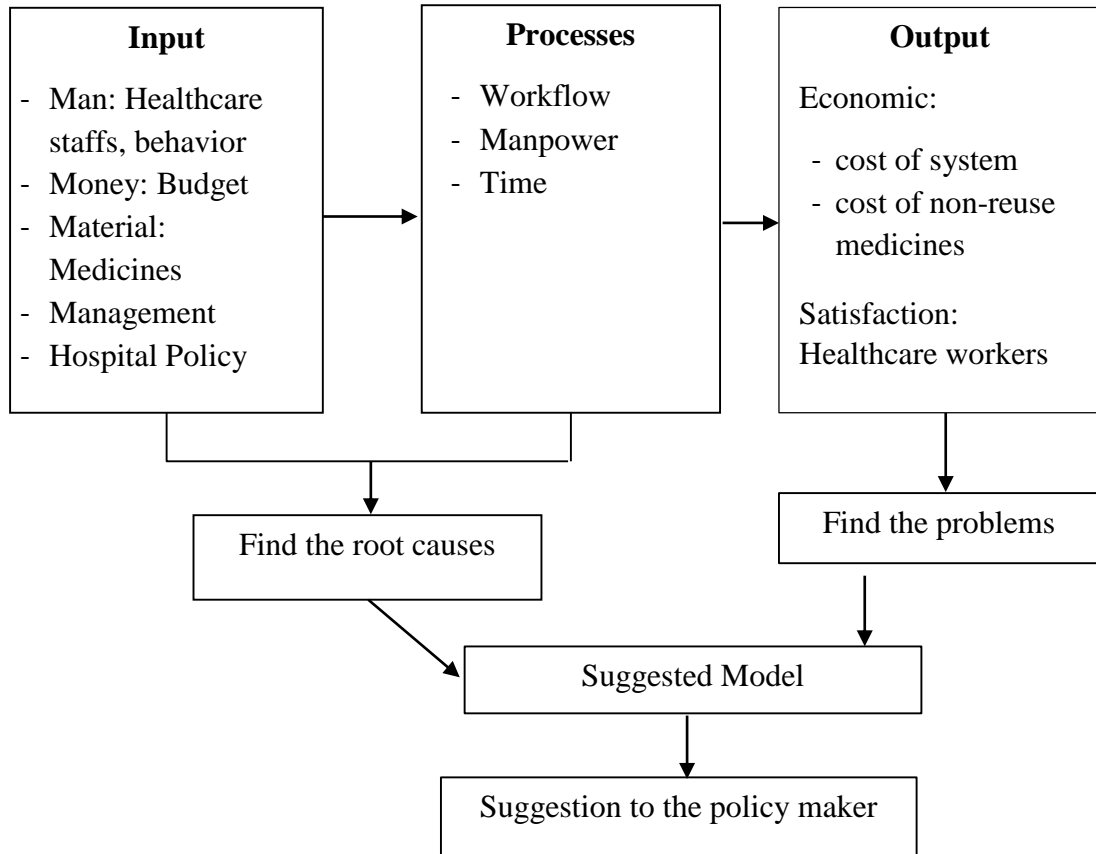 Input
- Man: Healthcare
staffs, behavior
- Money: Budget
- Material:
Medicines
- Management
- Hospital Policy
Processes
- Workflow
- Manpower
- Time
Output
Economic:
- cost of system
- cost of non-reuse
medicines
Satisfaction:
Healthcare workers
Find the root causes
Find the problems
Suggested Model
Suggestion to the policy maker